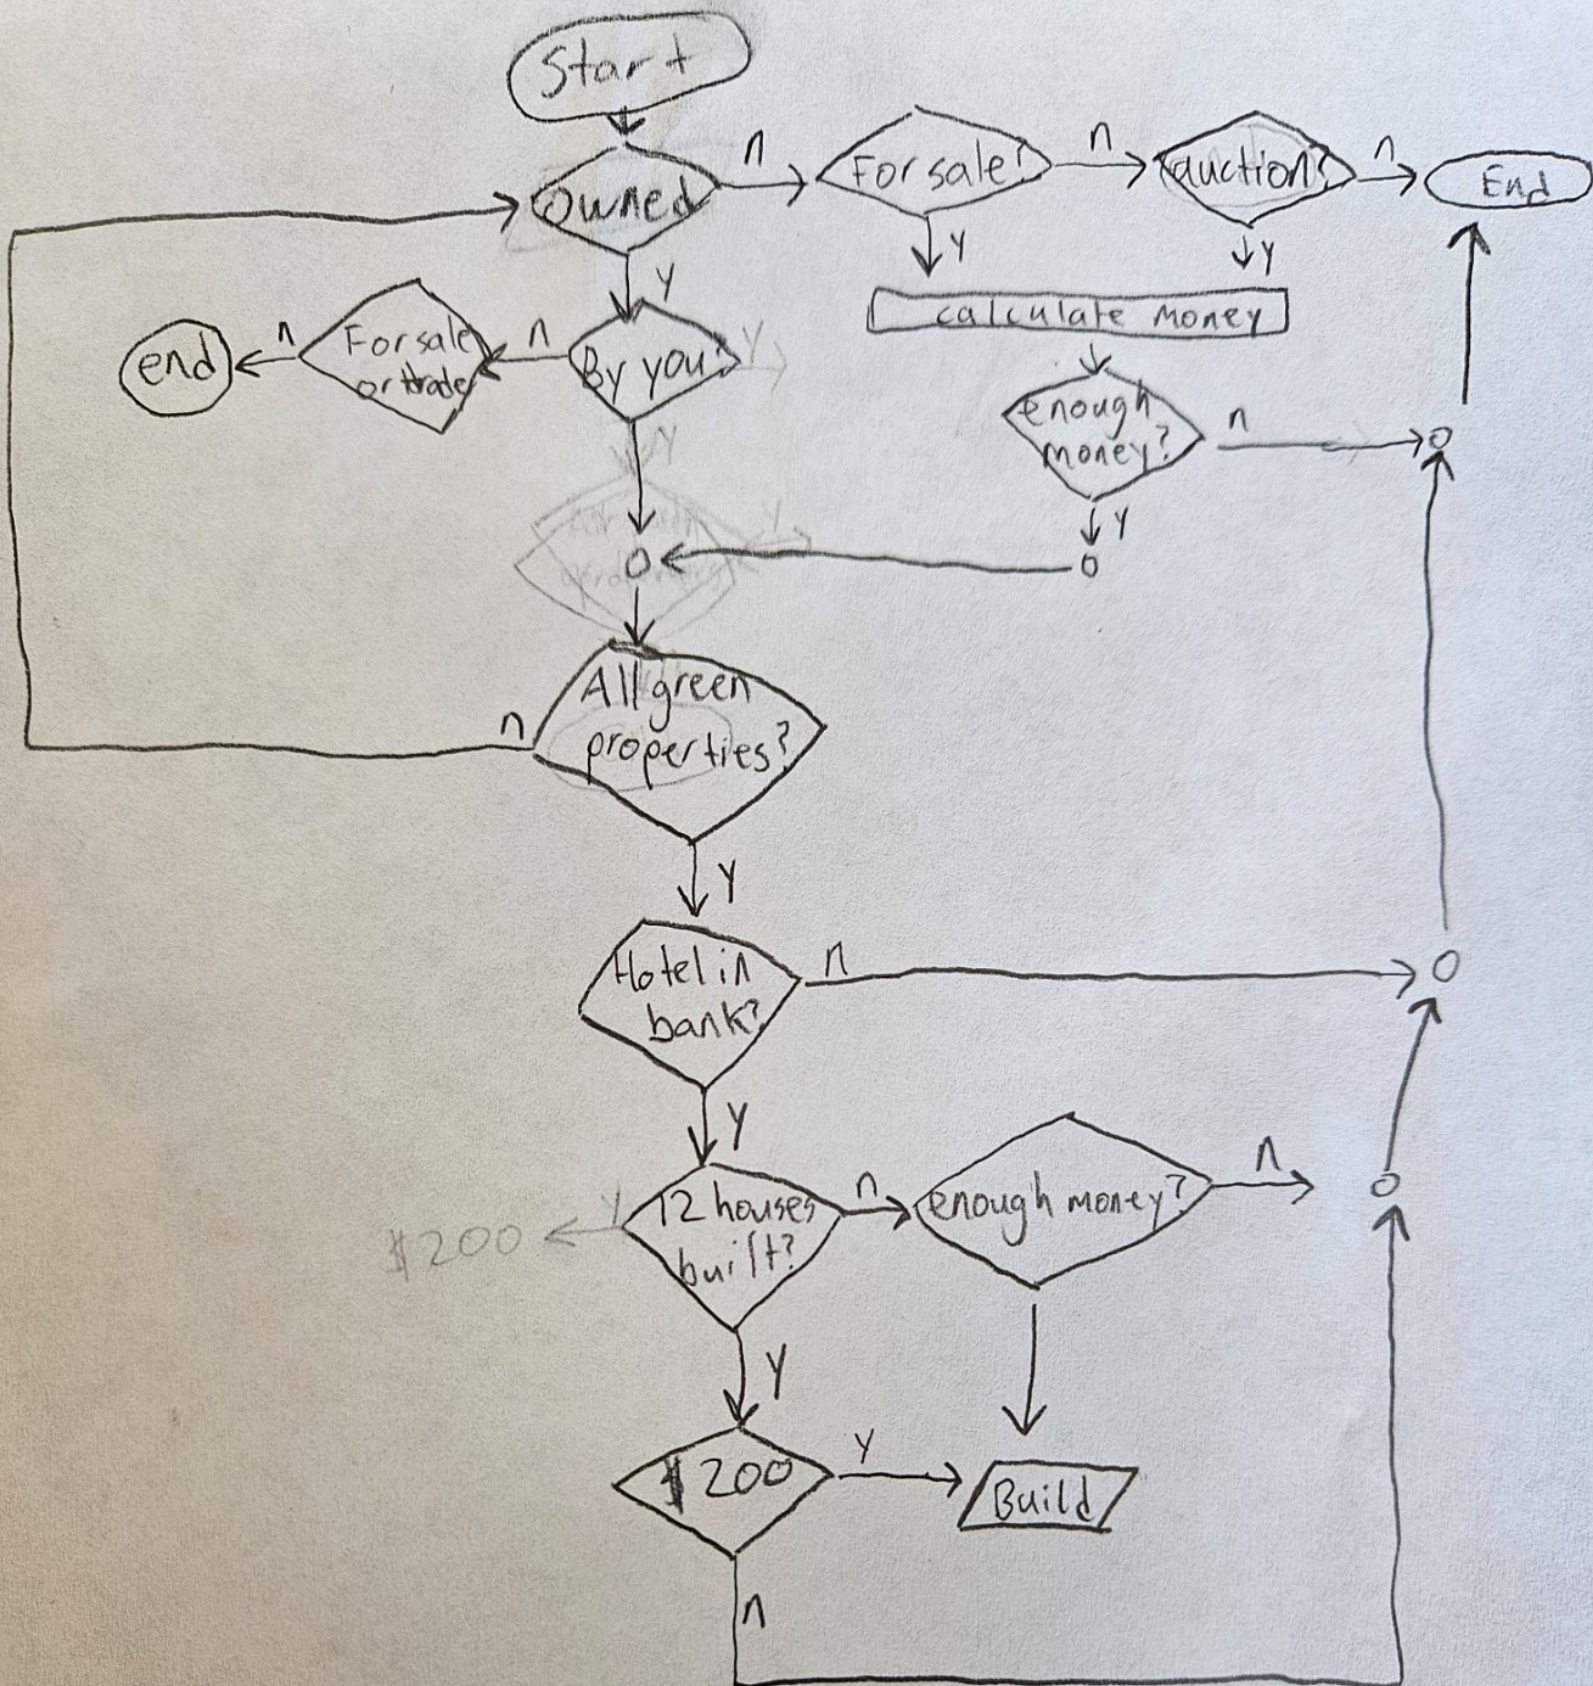 Start
owned
n
For sale?
n
auction?
n
End
y
y
y
calculate money
end
n
For sale
or trade
n
By you?
y
enough
money?
n
y
y
y
All green
properties?
n
y
Hotel in
bank?
n
y
$200
y
12 houses
built?
n
enough money?
n
y
$200
y
Build
n